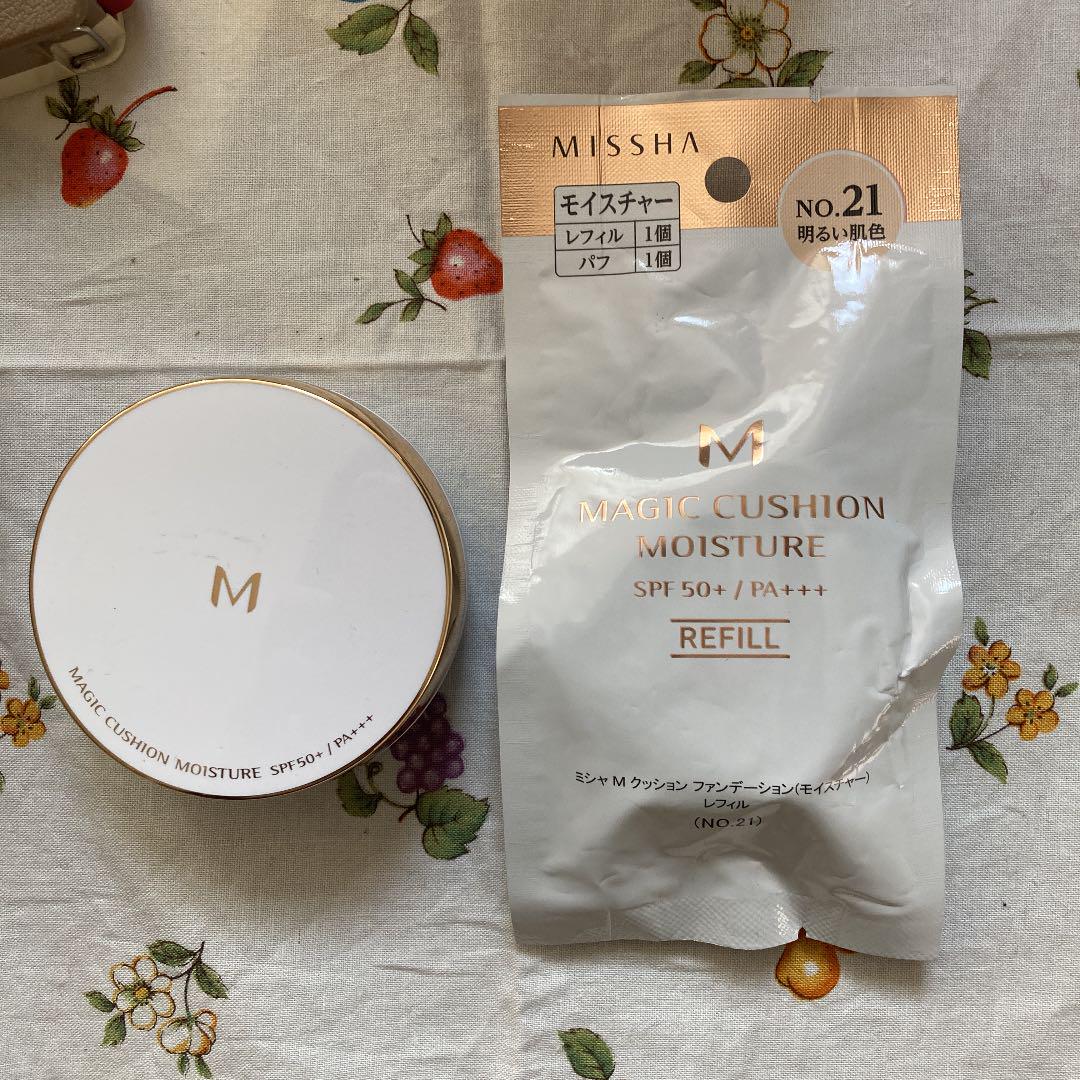 M
MAGIC CUSHION MOISTURE SPF50+ / PA+++
MISSHA
モイスチャー
レフィル 1個
パフ 1個
NO.21
明るい肌色
M
MAGIC CUSHION
MOISTURE
SPF 50+ / PA+++
REFILL
ミシャ M クッション ファンデーション(モイスチャー)
レフィル
(NO.21)